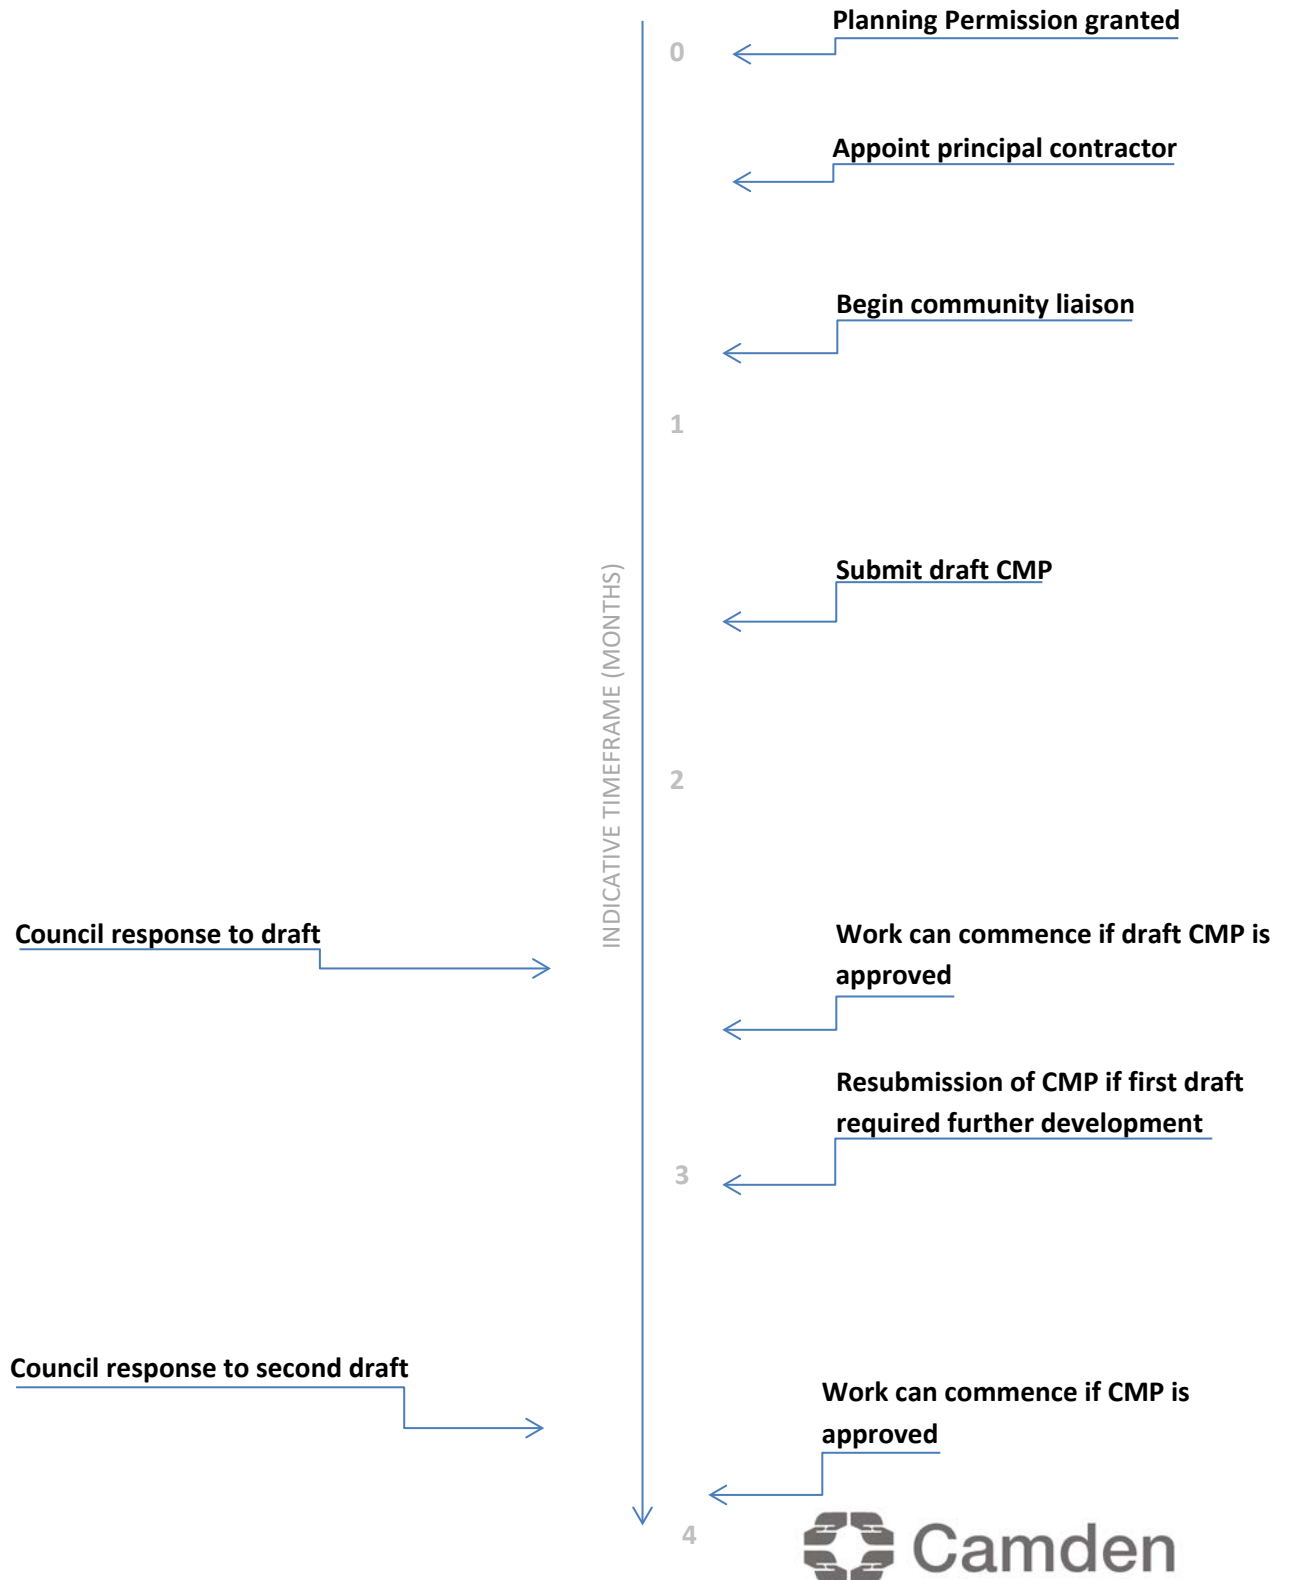 Planning Permission granted
0
Appoint principal contractor
Begin community liaison
1
Submit draft CMP
INDICATIVE TIMEFRAME (MONTHS)
2
Council response to draft
Work can commence if draft CMP is
approved
Resubmission of CMP if first draft
required further development
3
Council response to second draft
Work can commence if CMP is
approved
4
Camden